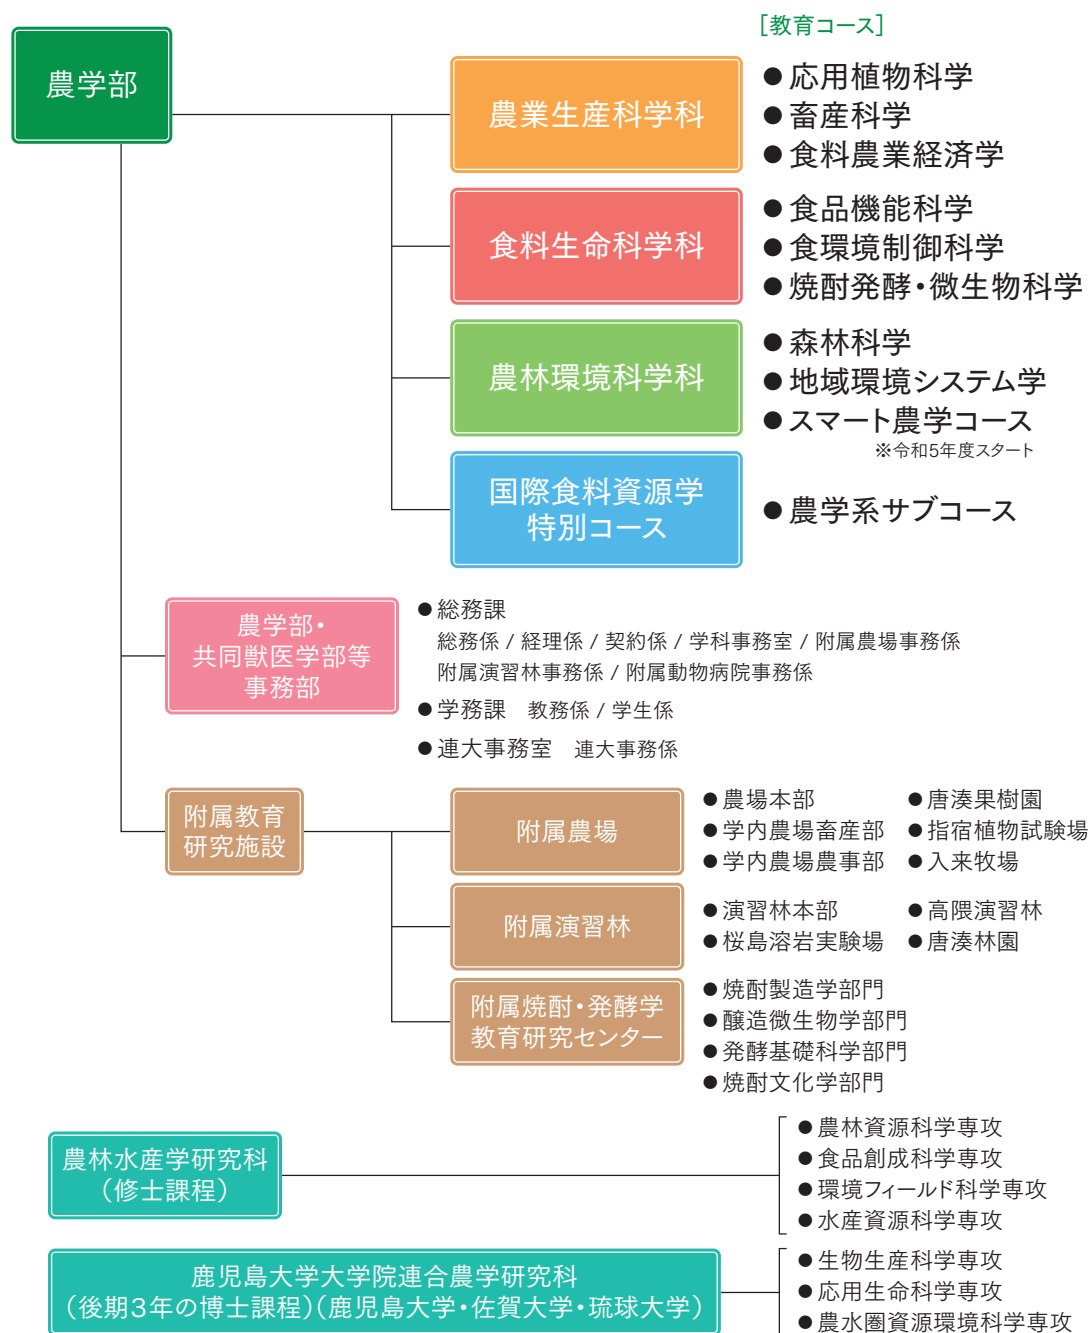 [教育コース]
農学部
農業生産科学科
●応用植物科学
●畜産科学
●食料農業経済学
食料生命科学科
●食品機能科学
●食環境制御科学
●焼酎発酵・微生物科学
農林環境科学科
●森林科学
●地域環境システム学
●スマート農学コース
※令和5年度スタート
国際食料資源学
特別コース
●農学系サブコース
農学部・
共同獣医学部等
事務部
●総務課
総務係 / 経理係 / 契約係 / 学科事務室 / 附属農場事務係
附属演習林事務係 / 附属動物病院事務係
●学務課 教務係 / 学生係
●連大事務室 連大事務係
附属教育
研究施設
附属農場
●農場本部 ●唐湊果樹園
●学内農場畜産部 ●指宿植物試験場
●学内農場農事部 ●入来牧場
附属演習林
●演習林本部 ●高隈演習林
●桜島溶岩実験場 ●唐湊林園
附属焼酎・発酵学
教育研究センター
●焼酎製造学部門
●醸造微生物学部門
●発酵基礎科学部門
●焼酎文化学部門
農林水産学研究科
（修士課程）
●農林資源科学専攻
●食品創成科学専攻
●環境フィールド科学専攻
●水産資源科学専攻
鹿児島大学大学院連合農学研究科
（後期3年の博士課程）（鹿児島大学・佐賀大学・琉球大学）
●生物生産科学専攻
●応用生命科学専攻
●農水圏資源環境科学専攻